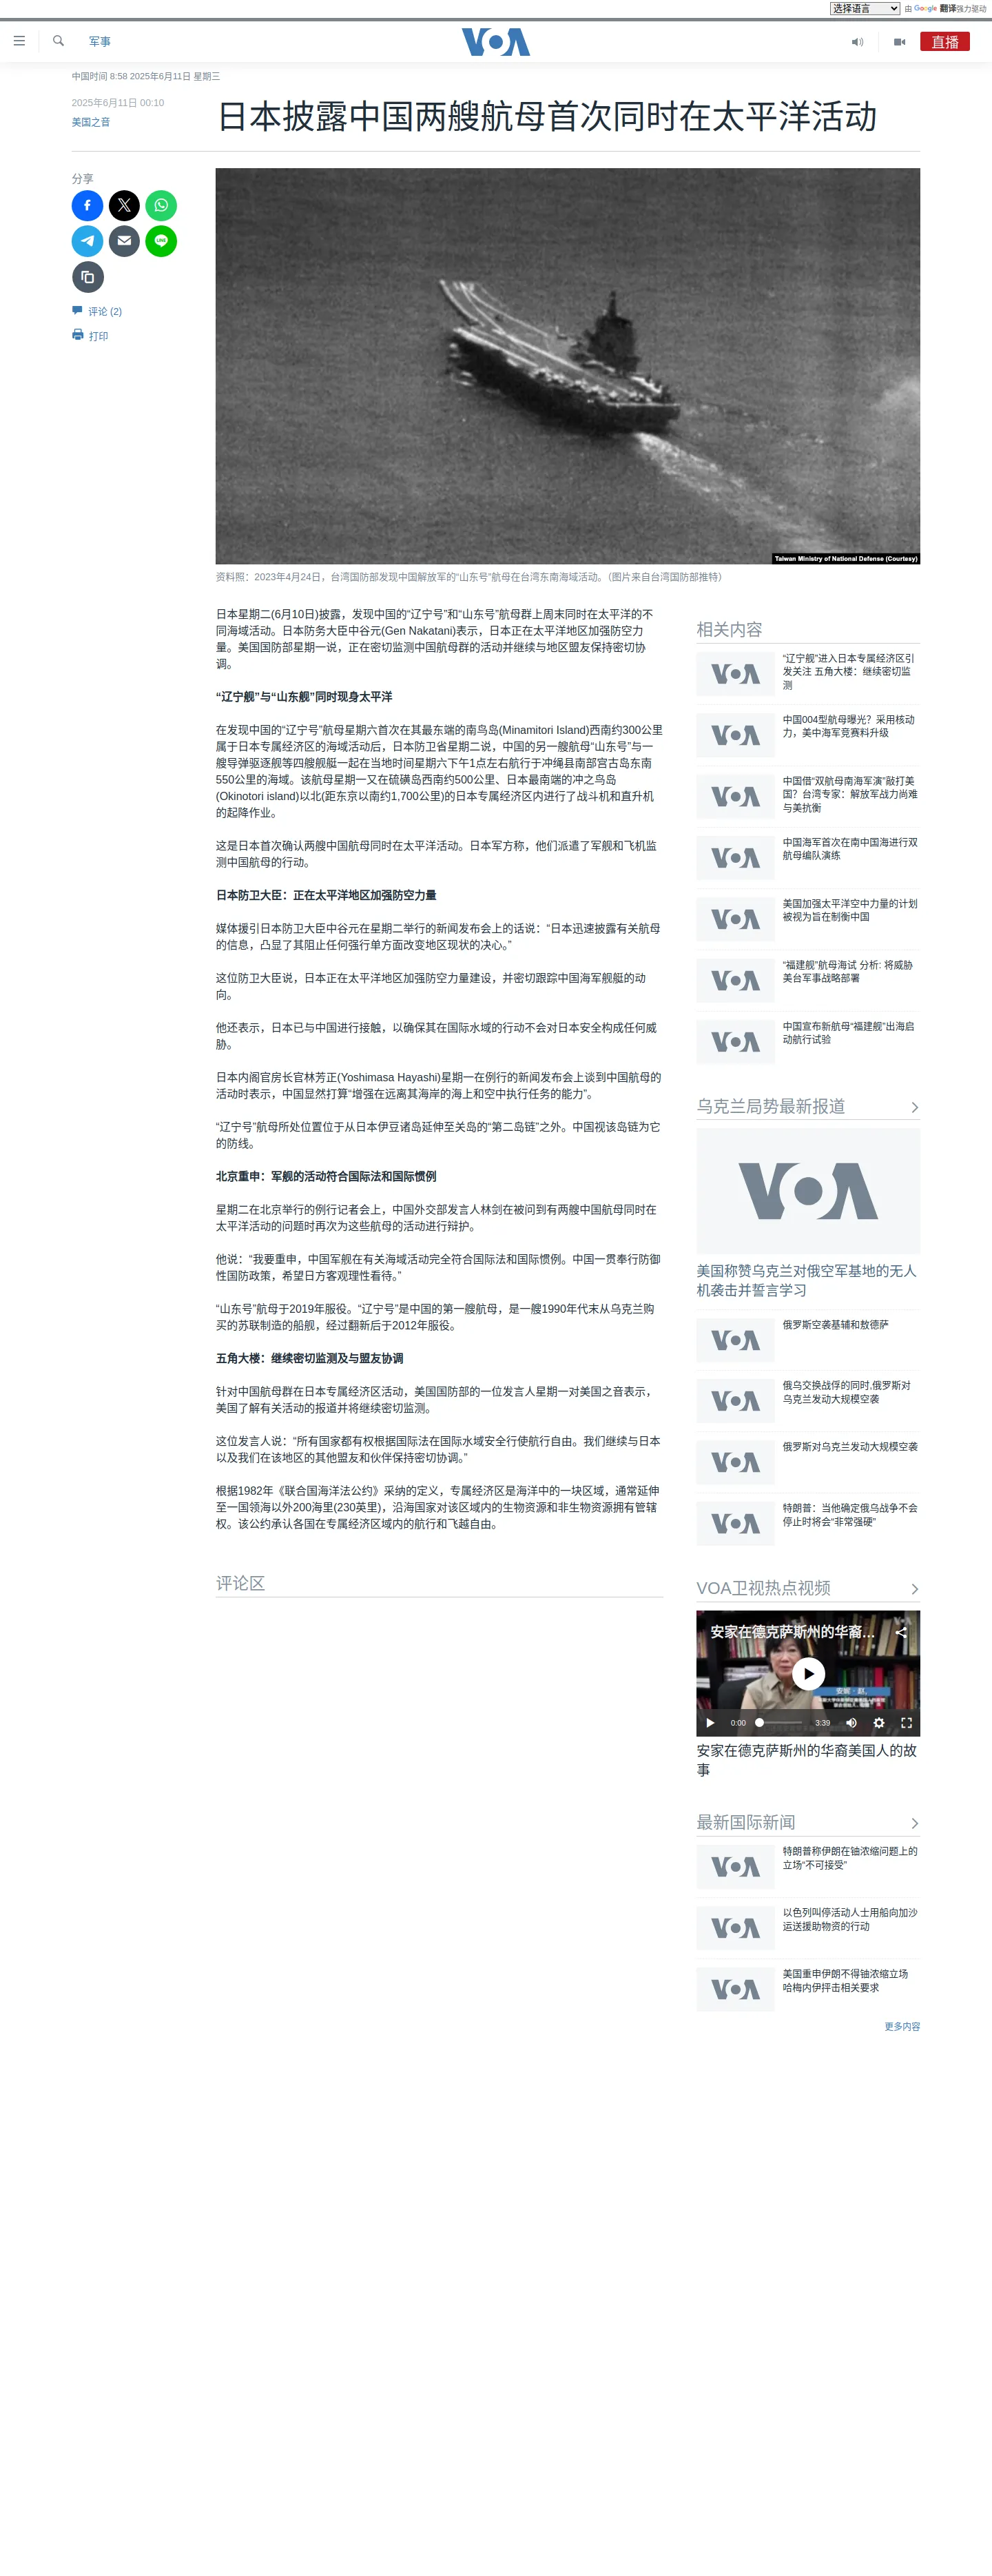 选择语言 由 Google 翻译强力驱动
军事
VOA
直播
中国时间 8:58 2025年6月11日 星期三
2025年6月11日 00:10
美国之音
日本披露中国两艘航母首次同时在太平洋活动
分享
LINE
评论 (2)
打印
Taiwan Ministry of National Defense (Courtesy)
资料照：2023年4月24日，台湾国防部发现中国解放军的“山东号”航母在台湾东南海域活动。（图片来自台湾国防部推特）
日本星期二(6月10日)披露，发现中国的“辽宁号”和“山东号”航母群上周末同时在太平洋的不
同海域活动。日本防务大臣中谷元(Gen Nakatani)表示，日本正在太平洋地区加强防空力
量。美国国防部星期一说，正在密切监测中国航母群的活动并继续与地区盟友保持密切协
调。
“辽宁舰”与“山东舰”同时现身太平洋
在发现中国的“辽宁号”航母星期六首次在其最东端的南鸟岛(Minamitori Island)西南约300公里
属于日本专属经济区的海域活动后，日本防卫省星期二说，中国的另一艘航母“山东号”与一
艘导弹驱逐舰等四艘舰艇一起在当地时间星期六下午1点左右航行于冲绳县南部宫古岛东南
550公里的海域。该航母星期一又在硫磺岛西南约500公里、日本最南端的冲之鸟岛
(Okinotori island)以北(距东京以南约1,700公里)的日本专属经济区内进行了战斗机和直升机
的起降作业。
这是日本首次确认两艘中国航母同时在太平洋活动。日本军方称，他们派遣了军舰和飞机监
测中国航母的行动。
日本防卫大臣：正在太平洋地区加强防空力量
媒体援引日本防卫大臣中谷元在星期二举行的新闻发布会上的话说：“日本迅速披露有关航母
的信息，凸显了其阻止任何强行单方面改变地区现状的决心。”
这位防卫大臣说，日本正在太平洋地区加强防空力量建设，并密切跟踪中国海军舰艇的动
向。
他还表示，日本已与中国进行接触，以确保其在国际水域的行动不会对日本安全构成任何威
胁。
日本内阁官房长官林芳正(Yoshimasa Hayashi)星期一在例行的新闻发布会上谈到中国航母的
活动时表示，中国显然打算“增强在远离其海岸的海上和空中执行任务的能力”。
“辽宁号”航母所处位置位于从日本伊豆诸岛延伸至关岛的“第二岛链”之外。中国视该岛链为它
的防线。
北京重申：军舰的活动符合国际法和国际惯例
星期二在北京举行的例行记者会上，中国外交部发言人林剑在被问到有两艘中国航母同时在
太平洋活动的问题时再次为这些航母的活动进行辩护。
他说：“我要重申，中国军舰在有关海域活动完全符合国际法和国际惯例。中国一贯奉行防御
性国防政策，希望日方客观理性看待。”
“山东号”航母于2019年服役。“辽宁号”是中国的第一艘航母，是一艘1990年代末从乌克兰购
买的苏联制造的船舰，经过翻新后于2012年服役。
五角大楼：继续密切监测及与盟友协调
针对中国航母群在日本专属经济区活动，美国国防部的一位发言人星期一对美国之音表示，
美国了解有关活动的报道并将继续密切监测。
这位发言人说：“所有国家都有权根据国际法在国际水域安全行使航行自由。我们继续与日本
以及我们在该地区的其他盟友和伙伴保持密切协调。”
根据1982年《联合国海洋法公约》采纳的定义，专属经济区是海洋中的一块区域，通常延伸
至一国领海以外200海里(230英里)，沿海国家对该区域内的生物资源和非生物资源拥有管辖
权。该公约承认各国在专属经济区域内的航行和飞越自由。
评论区
相关内容
VOA
“辽宁舰”进入日本专属经济区引
发关注 五角大楼：继续密切监
测
VOA
中国004型航母曝光？采用核动
力，美中海军竞赛料升级
VOA
中国借“双航母南海军演”敲打美
国？台湾专家：解放军战力尚难
与美抗衡
VOA
中国海军首次在南中国海进行双
航母编队演练
VOA
美国加强太平洋空中力量的计划
被视为旨在制衡中国
VOA
“福建舰”航母海试 分析: 将威胁
美台军事战略部署
VOA
中国宣布新航母“福建舰”出海启
动航行试验
乌克兰局势最新报道
VOA
美国称赞乌克兰对俄空军基地的无人
机袭击并誓言学习
VOA
俄罗斯空袭基辅和敖德萨
VOA
俄乌交换战俘的同时,俄罗斯对
乌克兰发动大规模空袭
VOA
俄罗斯对乌克兰发动大规模空袭
VOA
特朗普：当他确定俄乌战争不会
停止时将会“非常强硬”
VOA卫视热点视频
安家在德克萨斯州的华裔...
0:00
3:39
安家在德克萨斯州的华裔美国人的故
事
最新国际新闻
VOA
特朗普称伊朗在铀浓缩问题上的
立场“不可接受”
VOA
以色列叫停活动人士用船向加沙
运送援助物资的行动
VOA
美国重申伊朗不得铀浓缩立场
哈梅内伊抨击相关要求
更多内容